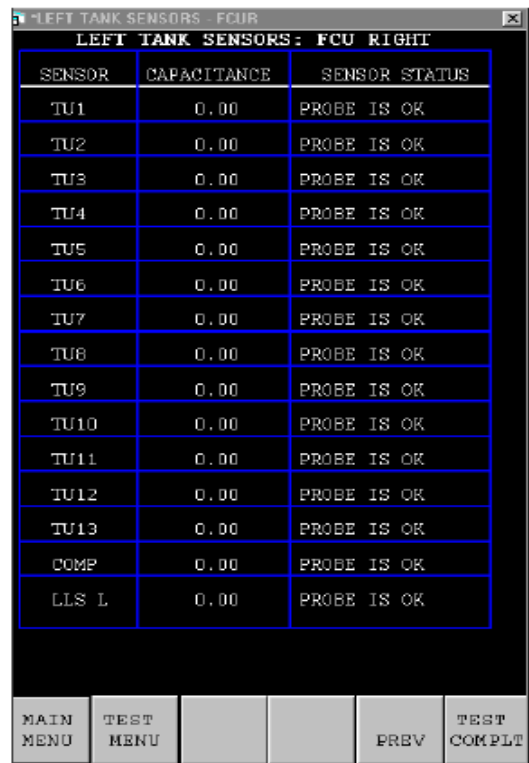 *LEFT TANK SENSORS - FCUR
LEFT TANK SENSORS: FCU RIGHT
SENSOR CAPACITANCE SENSOR STATUS
TU1 0.00 PROBE IS OK
TU2 0.00 PROBE IS OK
TU3 0.00 PROBE IS OK
TU4 0.00 PROBE IS OK
TU5 0.00 PROBE IS OK
TU6 0.00 PROBE IS OK
TU7 0.00 PROBE IS OK
TU8 0.00 PROBE IS OK
TU9 0.00 PROBE IS OK
TU10 0.00 PROBE IS OK
TU11 0.00 PROBE IS OK
TU12 0.00 PROBE IS OK
TU13 0.00 PROBE IS OK
COMP 0.00 PROBE IS OK
LLS L 0.00 PROBE IS OK
MAIN TEST TEST
MENU MENU PREV COMPLT